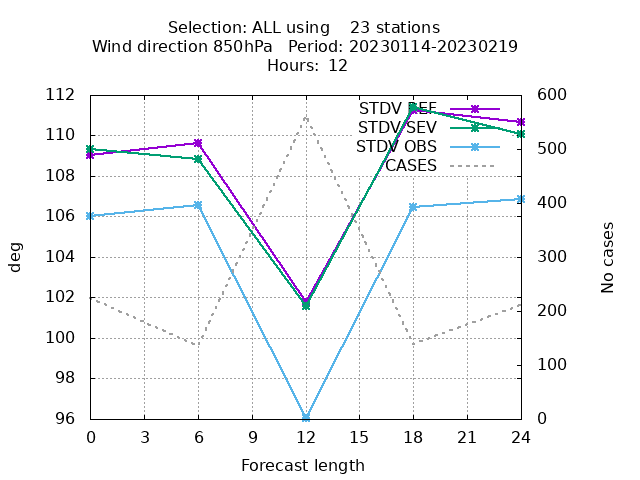 Selection: ALL using    23 stations
Wind direction 850hPa   Period: 20230114-20230219
Hours: 12
112
110
108
106
104
102
100
98
96
600
500
400
300
200
100
0
0 3 6 9 12 15 18 21 24
deg
No cases
Forecast length
STDV REF
STDV SEV
STDV OBS
CASES